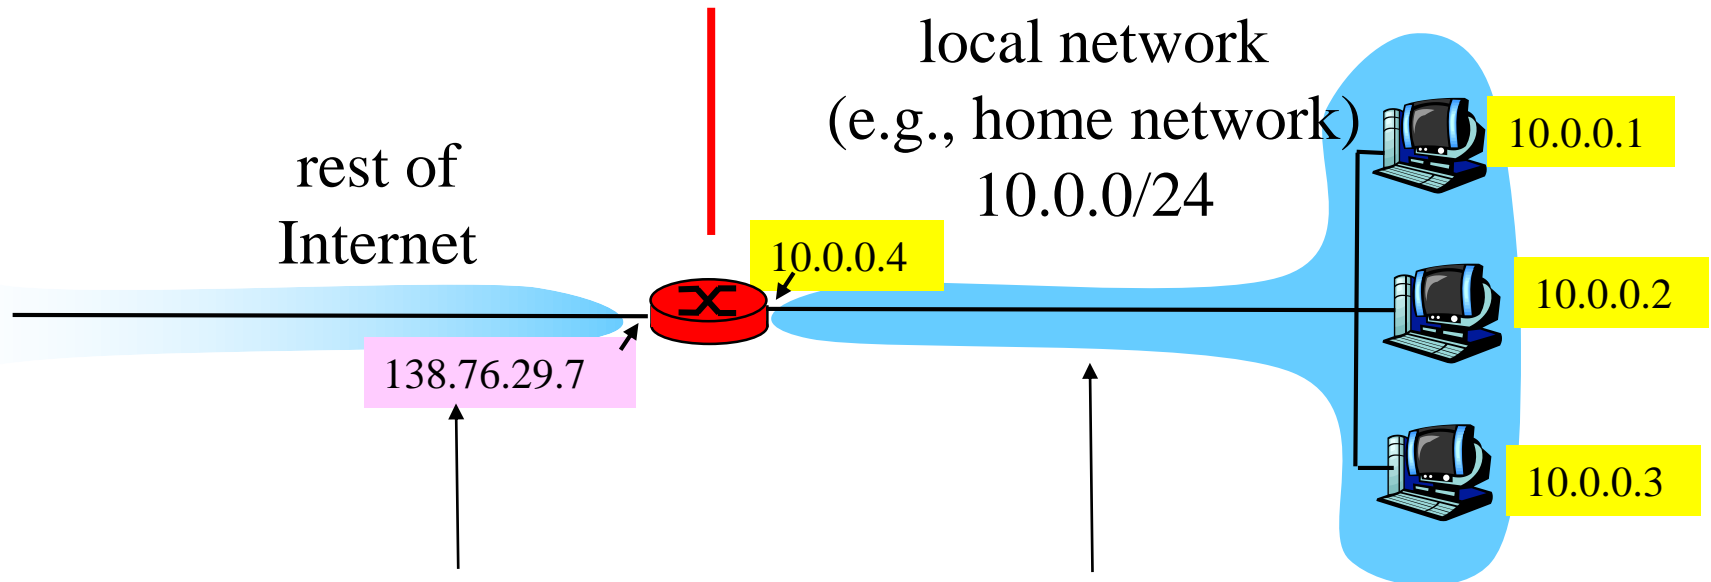 local network
(e.g., home network)
10.0.0/24
rest of
Internet
10.0.0.1
10.0.0.4
10.0.0.2
138.76.29.7
10.0.0.3